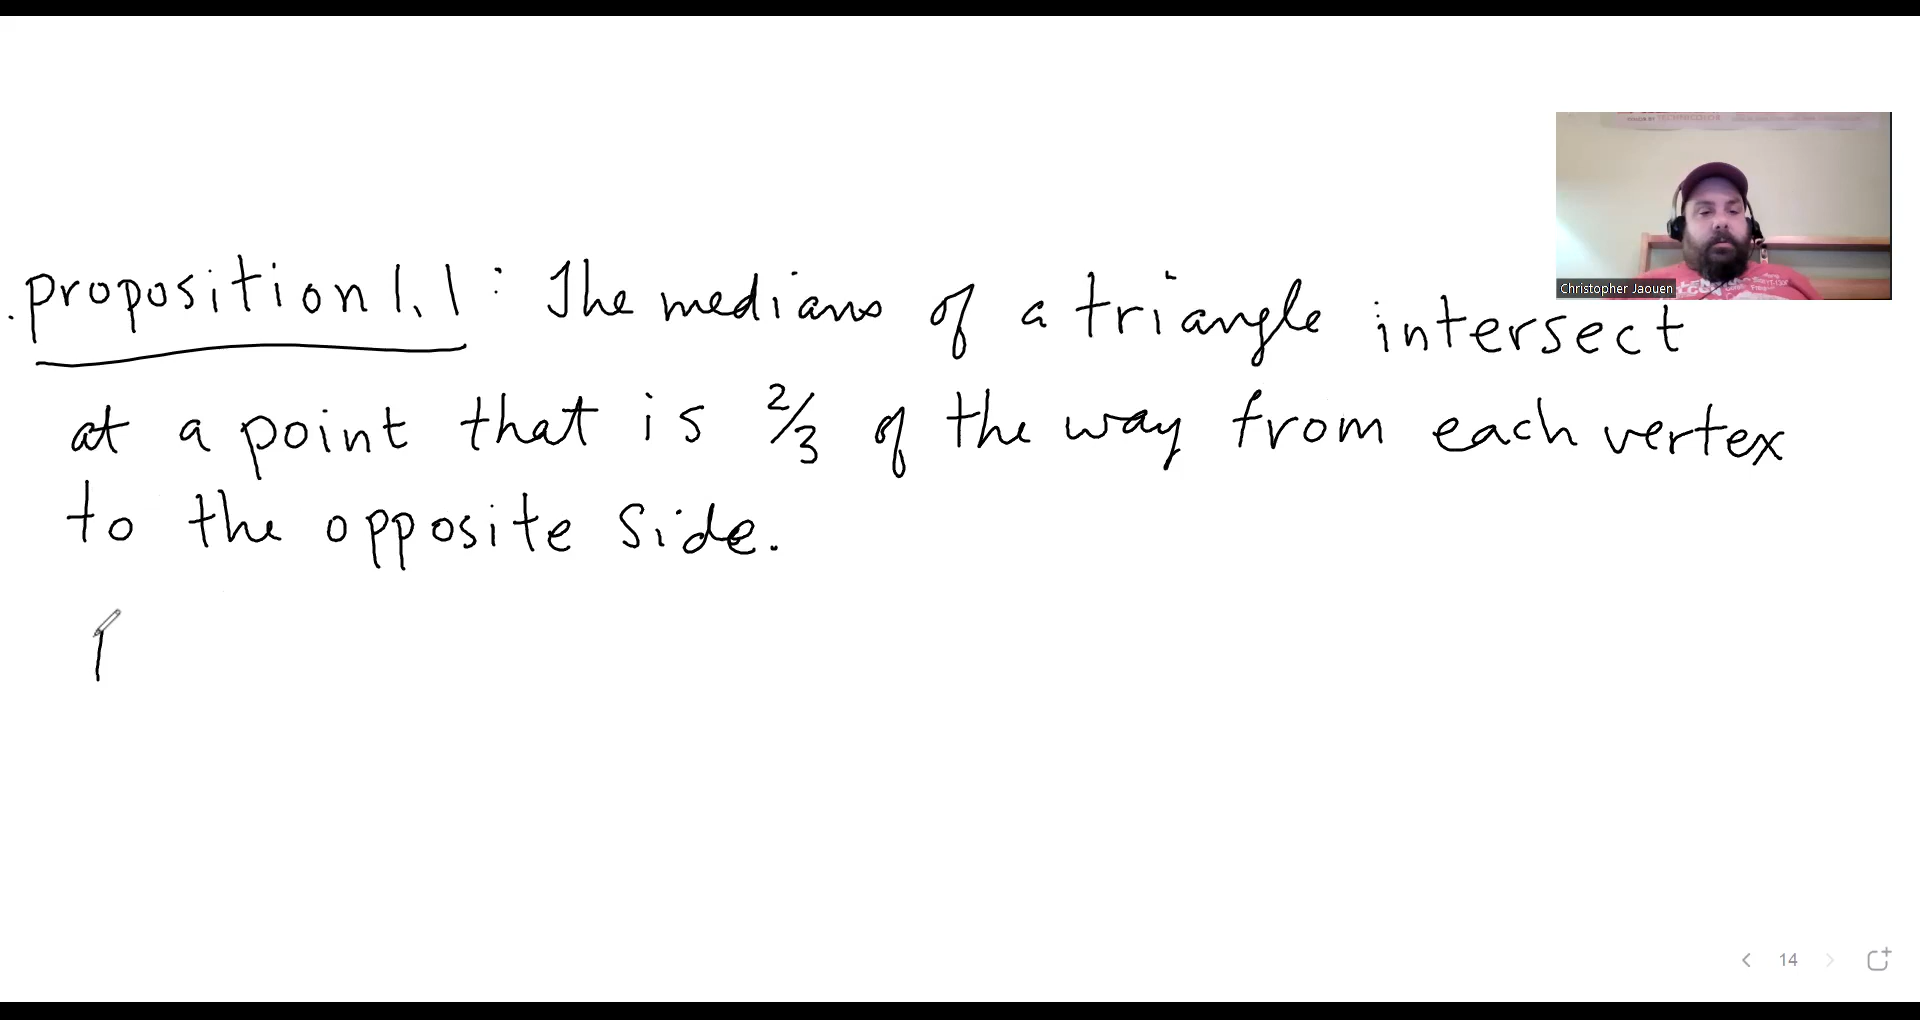 proposition 1.1: The medians of a triangle intersect
at a point that is 2/3 of the way from each vertex
to the opposite side.
TECHNICOLOR
Christopher Jaouen
14